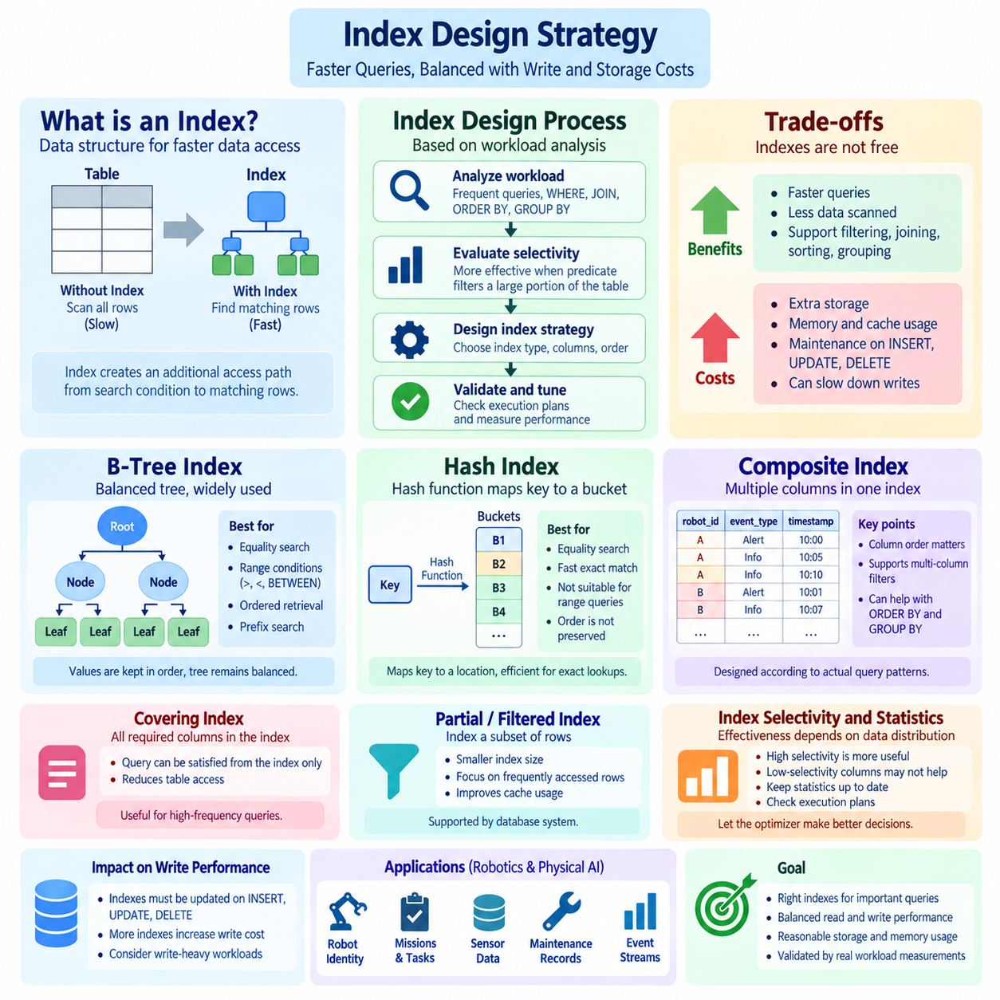 Index Design Strategy
Faster Queries, Balanced with Write and Storage Costs
What is an Index?
Data structure for faster data access
Table
Index
Without Index
Scan all rows
(Slow)
With Index
Find matching rows
(Fast)
Index creates an additional access path
from search condition to matching rows.
Index Design Process
Based on workload analysis
Analyze workload
Frequent queries, WHERE, JOIN,
ORDER BY, GROUP BY
Evaluate selectivity
More effective when predicate
filters a large portion of the table
Design index strategy
Choose index type, columns, order
Validate and tune
Check execution plans
and measure performance
Trade-offs
Indexes are not free
Benefits
• Faster queries
• Less data scanned
• Support filtering, joining,
sorting, grouping
Costs
• Extra storage
• Memory and cache usage
• Maintenance on INSERT,
UPDATE, DELETE
• Can slow down writes
B-Tree Index
Balanced tree, widely used
Root
Node
Node
Leaf
Leaf
Leaf
Leaf
Best for
• Equality search
• Range conditions
(>, <, BETWEEN)
• Ordered retrieval
• Prefix search
Values are kept in order, tree remains balanced.
Hash Index
Hash function maps key to a bucket
Key
Hash
Function
Buckets
B1
B2
B3
B4
...
Best for
• Equality search
• Fast exact match
• Not suitable for
range queries
• Order is not
preserved
Maps key to a location, efficient for exact lookups.
Composite Index
Multiple columns in one index
robot_id event_type timestamp
A Alert 10:00
A Info 10:05
A Info 10:10
B Alert 10:01
B Info 10:07
... ... ...
Key points
• Column order matters
• Supports multi-column
filters
• Can help with
ORDER BY and
GROUP BY
Designed according to actual query patterns.
Covering Index
All required columns in the index
• Query can be satisfied from the index only
• Reduces table access
Useful for high-frequency queries.
Partial / Filtered Index
Index a subset of rows
• Smaller index size
• Focus on frequently accessed rows
• Improves cache usage
Supported by database system.
Index Selectivity and Statistics
Effectiveness depends on data distribution
• High selectivity is more useful
• Low-selectivity columns may not help
• Keep statistics up to date
• Check execution plans
Let the optimizer make better decisions.
Impact on Write Performance
• Indexes must be updated on INSERT,
UPDATE, DELETE
• More indexes increase write cost
• Consider write-heavy workloads
Applications (Robotics & Physical AI)
Robot
Identity
Missions
& Tasks
Sensor
Data
Maintenance
Records
Event
Streams
Goal
• Right indexes for important queries
• Balanced read and write performance
• Reasonable storage and memory usage
• Validated by real workload measurements